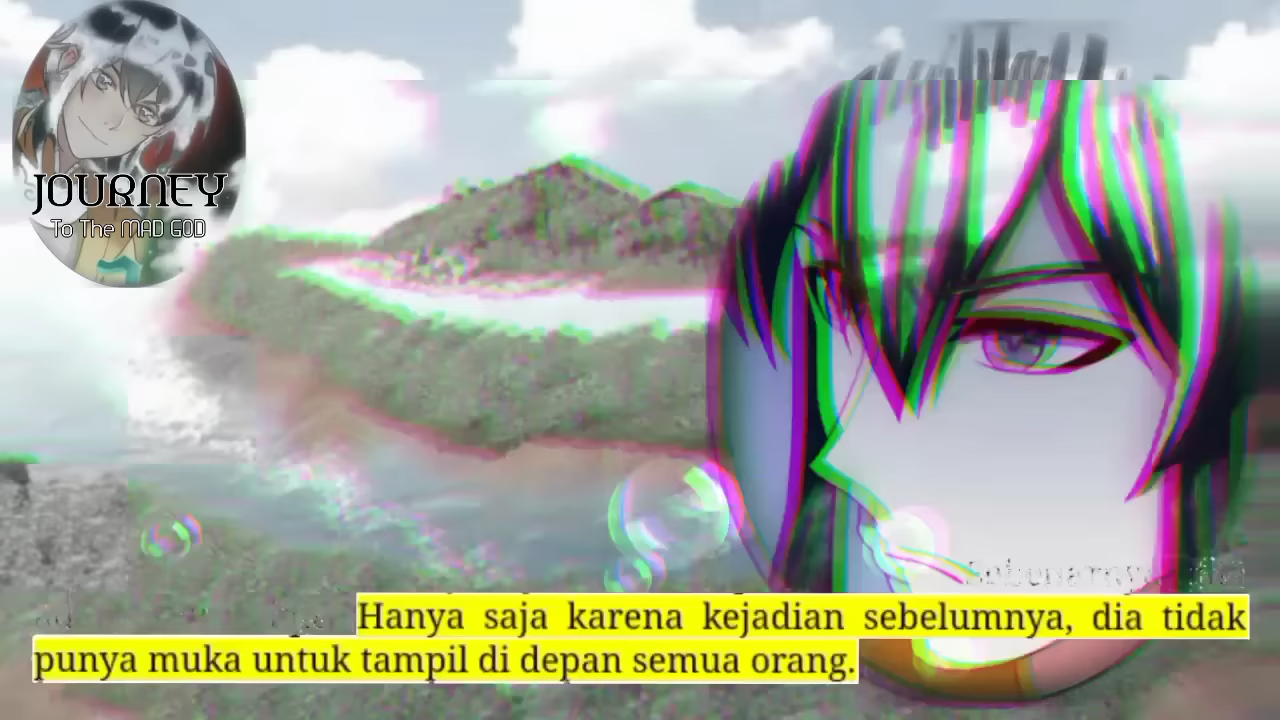 JOURNEY
To The MAD GOD
Hanya saja karena kejadian sebelumnya, dia tidak
punya muka untuk tampil di depan semua orang.